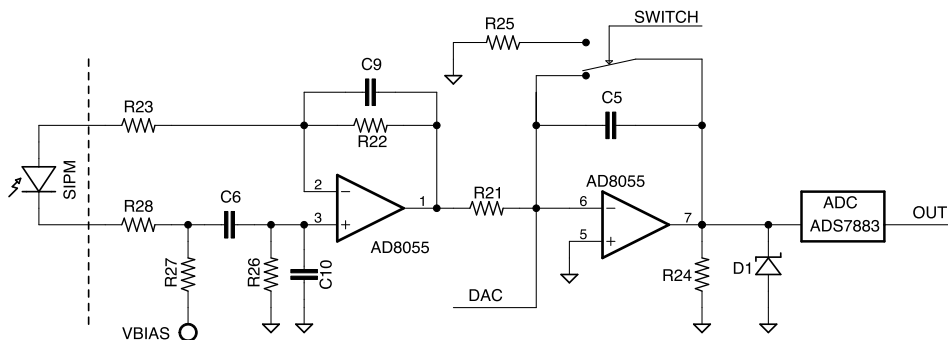 R25
SWITCH
C9
C5
R23
R22
SIPM
2
AD8055
R28
C6
1
R21
6
7
ADC
ADS7883
OUT
3
AD8055
5
R27
R26
C10
R24
D1
DAC
VBIAS